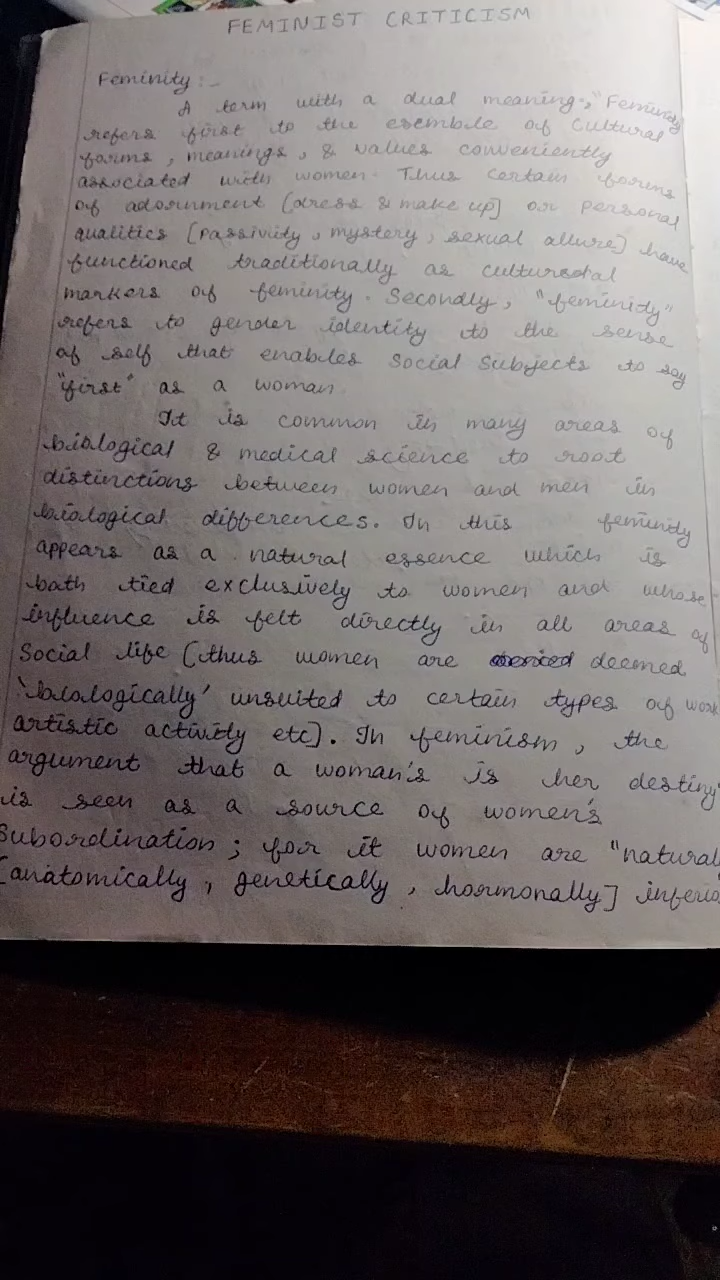 FEMINIST CRITICISM
Feminity :-
A term with a dual meaning ; "Feminity
refers first to the esemble of Cultural
forms , meanings , & values conveniently
associated with women. Thus certain forms
of adornment [dress & make up] or personal
qualities [passivity , mystery , sexual allure] have
functioned traditionally as culturatal
markers of feminity . Secondly , "feminity"
refers to gender identity to the sense
of self that enables social subjects to say
"first" as a woman
It is common in many areas of
biological & medical science to root
distinctions between women and men in
biological differences. In this feminity
appears as a natural essence which is
both tied exclusively to women and whose
influence is felt directly in all areas of
Social life [thus women are deemed
'biologically' unsuited to certain types of work
artistic activity etc]. In feminism , the
argument that a woman's is her destiny
is seen as a source of women's
Subordination ; for it women are "natural
[anatomically , genetically , hormonally] inferio